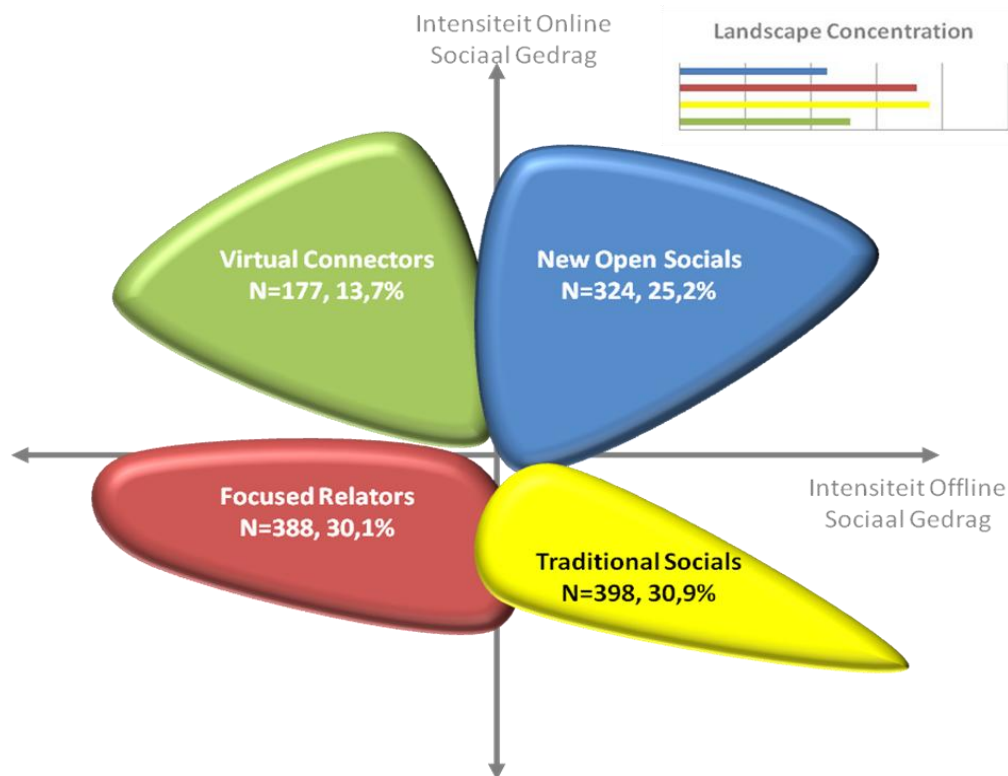 Intensiteit Online
Sociaal Gedrag
Landscape Concentration
Virtual Connectors
N=177, 13,7%
New Open Socials
N=324, 25,2%
Focused Relators
N=388, 30,1%
Intensiteit Offline
Sociaal Gedrag
Traditional Socials
N=398, 30,9%